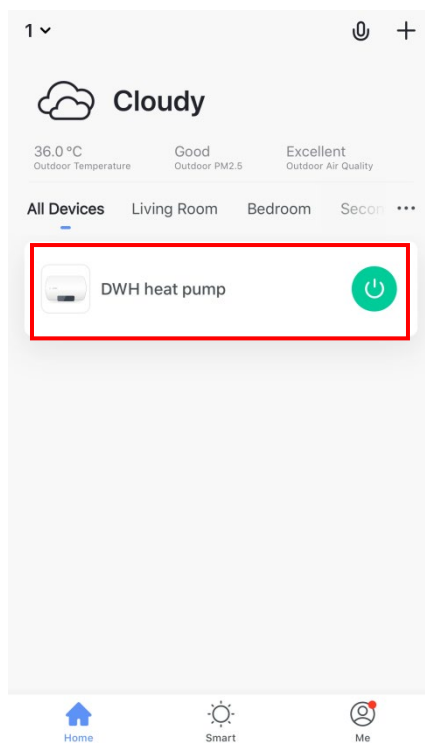 1
Cloudy
36.0 °C Good Excellent
Outdoor Temperature Outdoor PM2.5 Outdoor Air Quality
All Devices Living Room Bedroom Secon ...
DWH heat pump
Home Smart Me